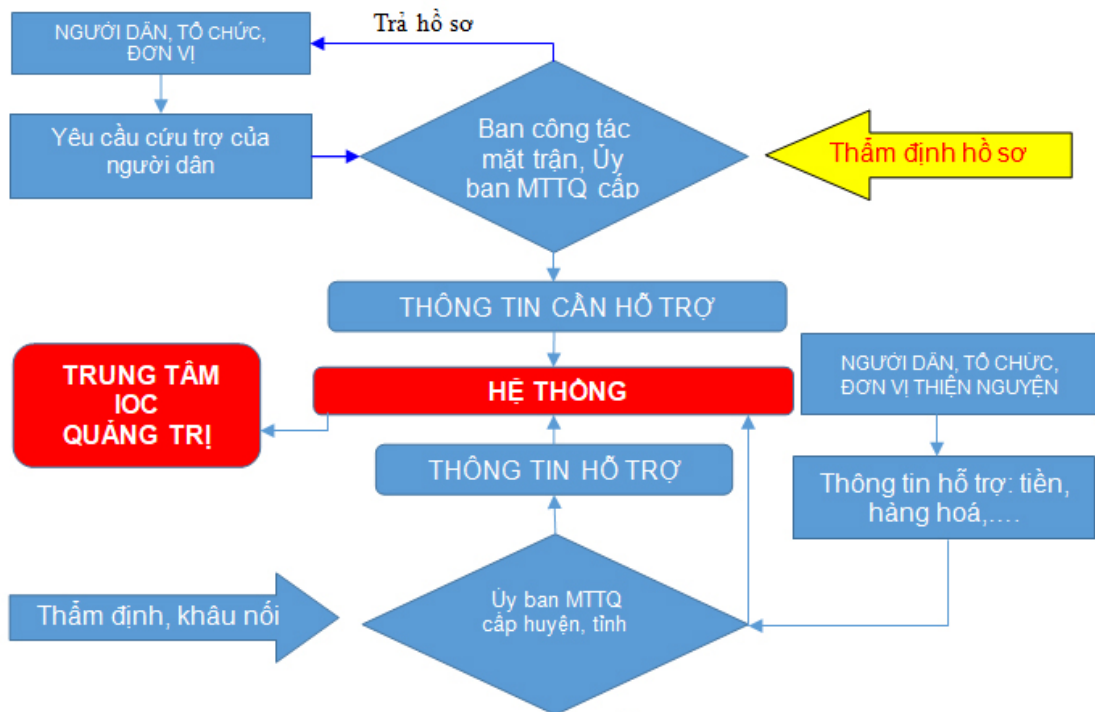 Trả hồ sơ
NGƯỜI DÂN, TỔ CHỨC,
ĐƠN VỊ
Yêu cầu cứu trợ của
người dân
Ban công tác
mặt trận, Ủy
ban MTTQ cấp
Thẩm định hồ sơ
THÔNG TIN CẦN HỖ TRỢ
TRUNG TÂM
IOC
QUẢNG TRỊ
HỆ THỐNG
NGƯỜI DÂN, TỔ CHỨC,
ĐƠN VỊ THIỆN NGUYỆN
THÔNG TIN HỖ TRỢ
Thông tin hỗ trợ: tiền,
hàng hoá,....
Thẩm định, khâu nối
Ủy ban MTTQ
cấp huyện, tỉnh